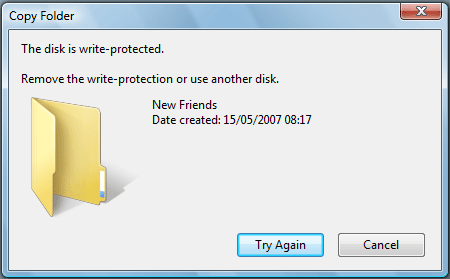 Copy Folder
The disk is write-protected.
Remove the write-protection or use another disk.
New Friends
Date created: 15/05/2007 08:17
Try Again
Cancel